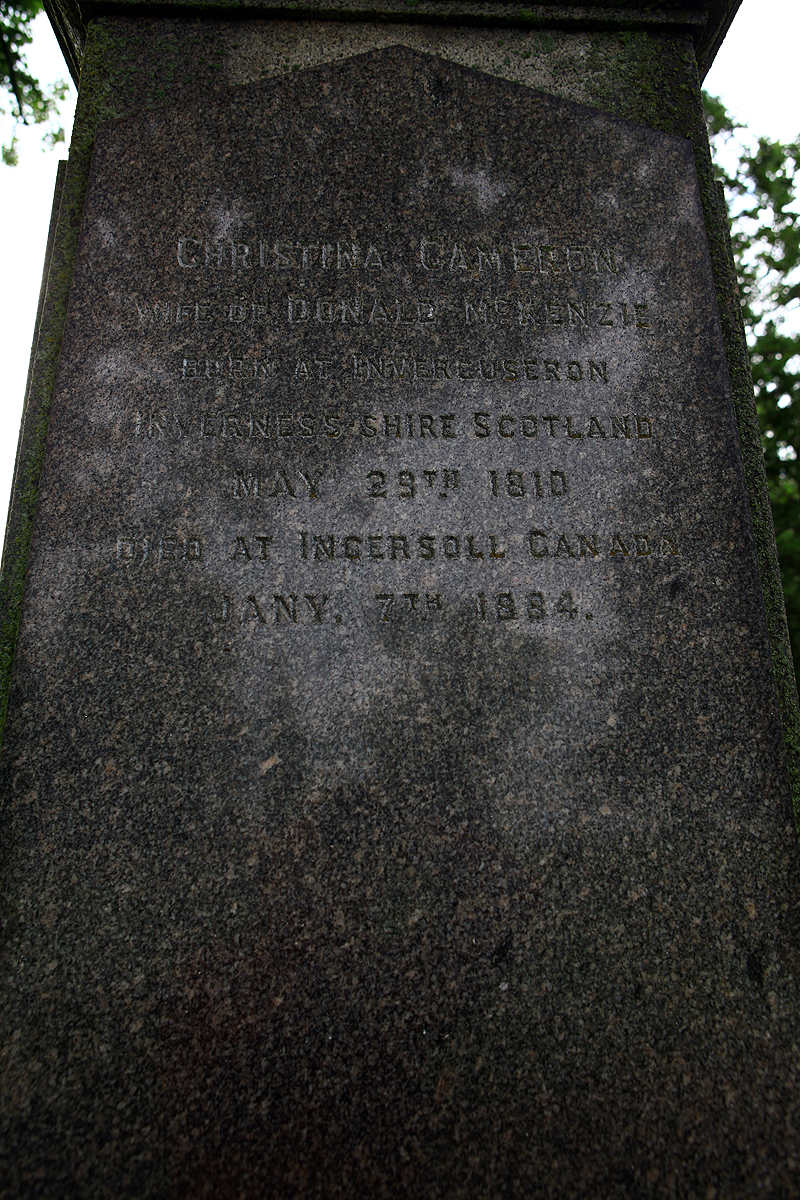 CHRISTINA CAMERON
WIFE OF DONALD McKENZIE
BORN AT INVERGUSERON
INVERNESS-SHIRE SCOTLAND
MAY 29TH 1810
DIED AT INGERSOLL CANADA
JANY. 7TH 1884.